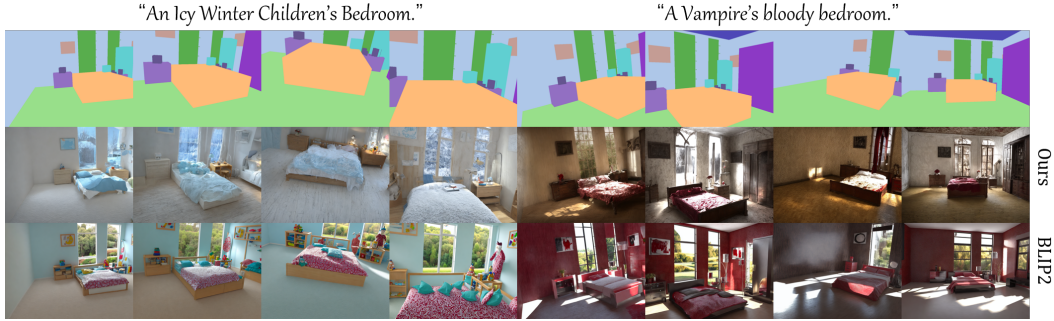 “An Icy Winter Children’s Bedroom.”
“A Vampire’s bloody bedroom.”
Ours
BLIP2